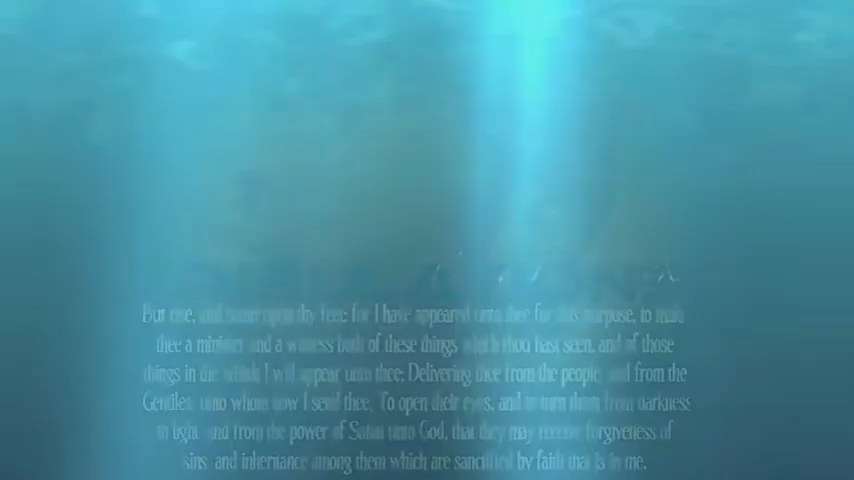 But rise, and stand upon thy feet: for I have appeared unto thee for this purpose, to make
thee a minister and a witness both of these things which thou hast seen, and of those
things in the which I will appear unto thee; Delivering thee from the people, and from the
Gentiles, unto whom now I send thee, To open their eyes, and to turn them from darkness
to light, and from the power of Satan unto God, that they may receive forgiveness of
sins, and inheritance among them which are sanctified by faith that is in me.